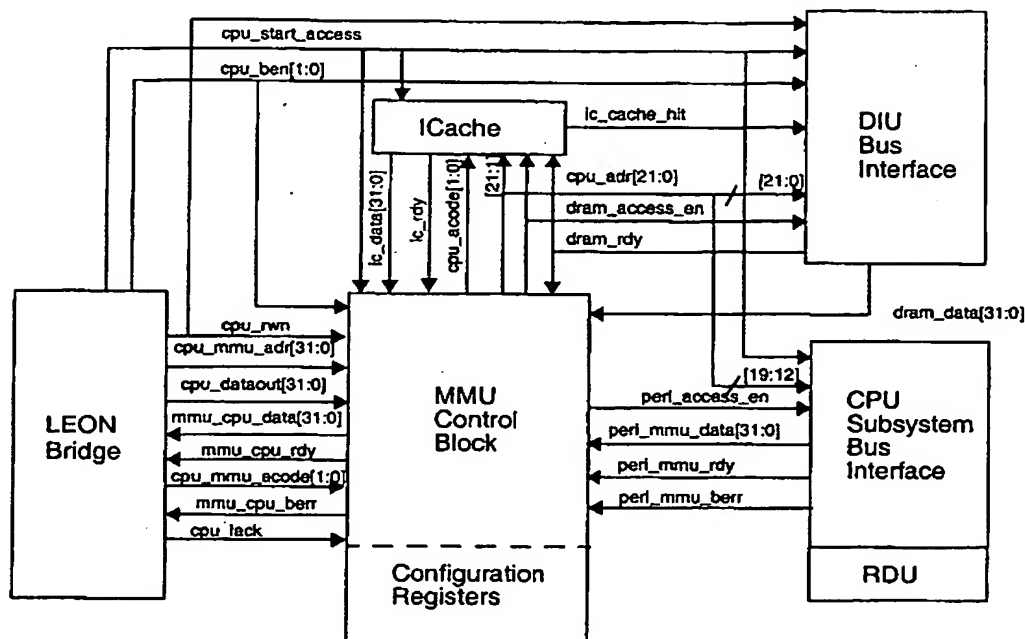 cpu_start_access
cpu_ben[1:0]
ICache
ic_cache_hit
DIU
Bus
Interface
ic_data[31:0]
ic_rdy
cpu_acode[1:0]
[21:1]
cpu_adr[21:0]
[21:0]
dram_access_en
dram_rdy
dram_data[31:0]
LEON
Bridge
cpu_rwn
cpu_mmu_adr[31:0]
cpu_dataout[31:0]
mmu_cpu_data[31:0]
mmu_cpu_rdy
cpu_mmu_acode[1:0]
mmu_cpu_berr
cpu_iack
MMU
Control
Block
Configuration
Registers
[19:12]
peri_access_en
peri_mmu_data[31:0]
peri_mmu_rdy
peri_mmu_berr
CPU
Subsystem
Bus
Interface
RDU